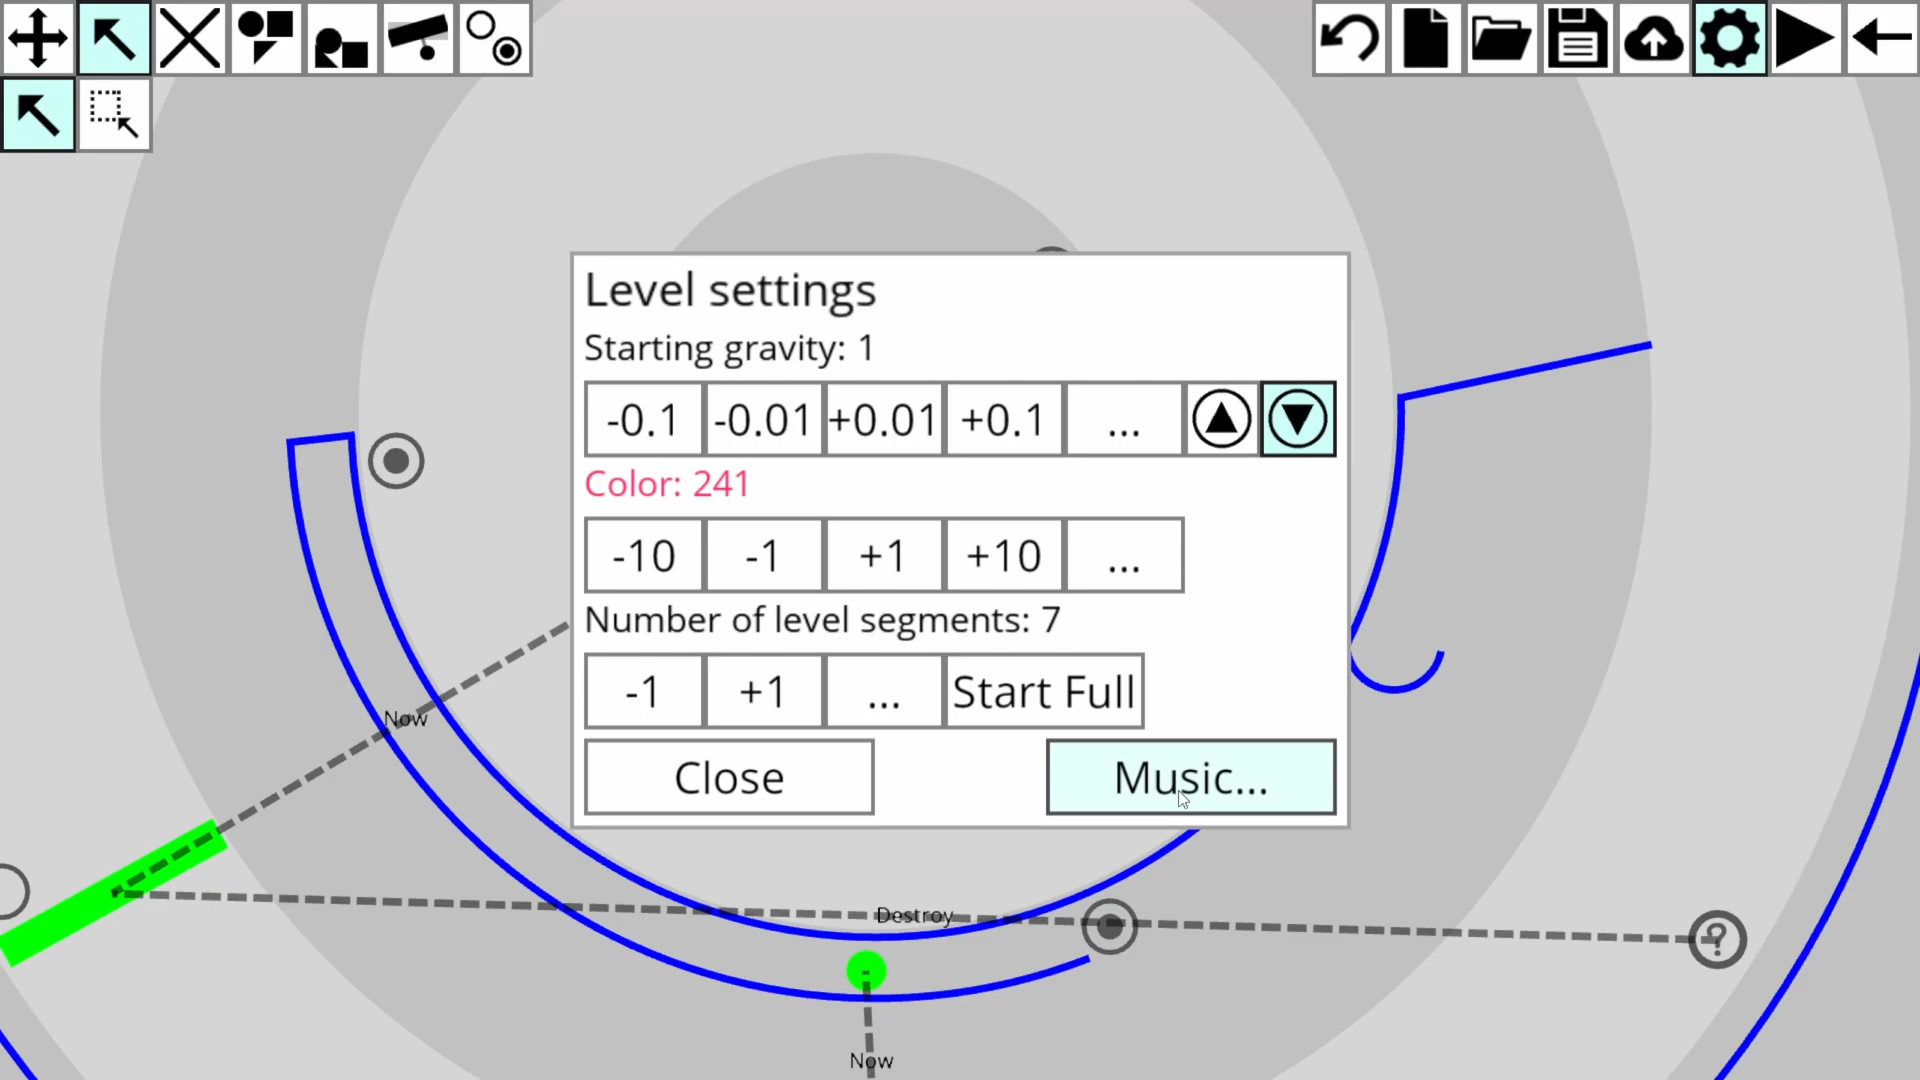 Level settings
Starting gravity: 1
-0.1 -0.01 +0.01 +0.1 ...
Color: 241
-10 -1 +1 +10 ...
Number of level segments: 7
-1 +1 ... Start Full
Now
Close Music...
Destroy
?
Now